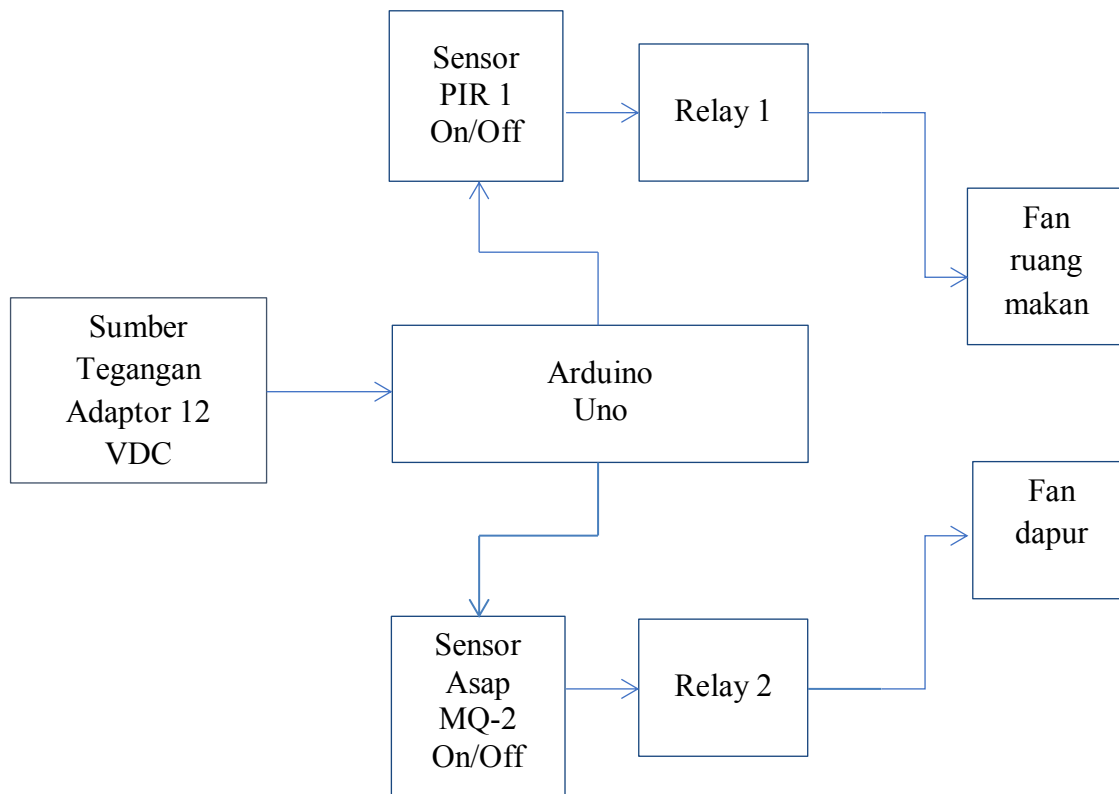 Sensor
PIR 1
On/Off
Relay 1
Fan
ruang
makan
Sumber
Tegangan
Adaptor 12
VDC
Arduino
Uno
Fan
dapur
Sensor
Asap
MQ-2
On/Off
Relay 2